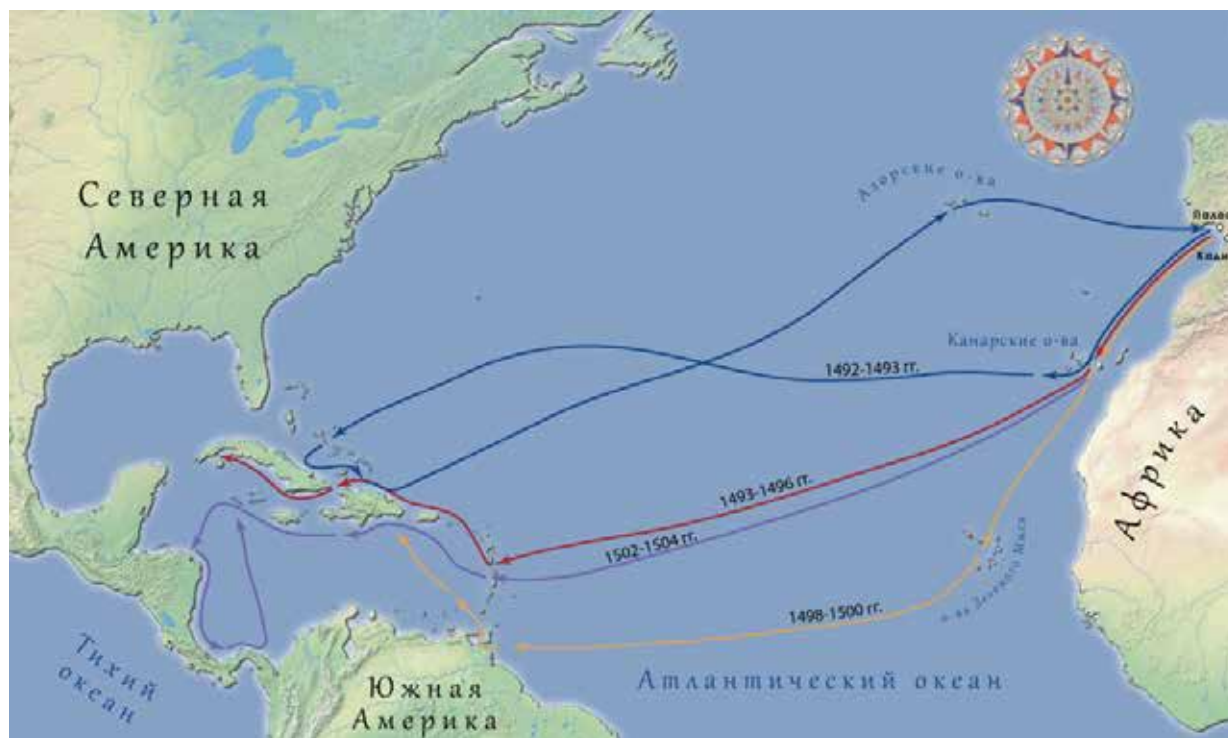 Северная
Америка
Азорские о-ва
Палос
Канарские о-ва
1492-1493 гг.
Африка
1493-1496 гг.
1502-1504 гг.
о-ва Зеленого Мыса
1498-1500 гг.
Тихий
океан
Южная
Америка
Атлантический океан